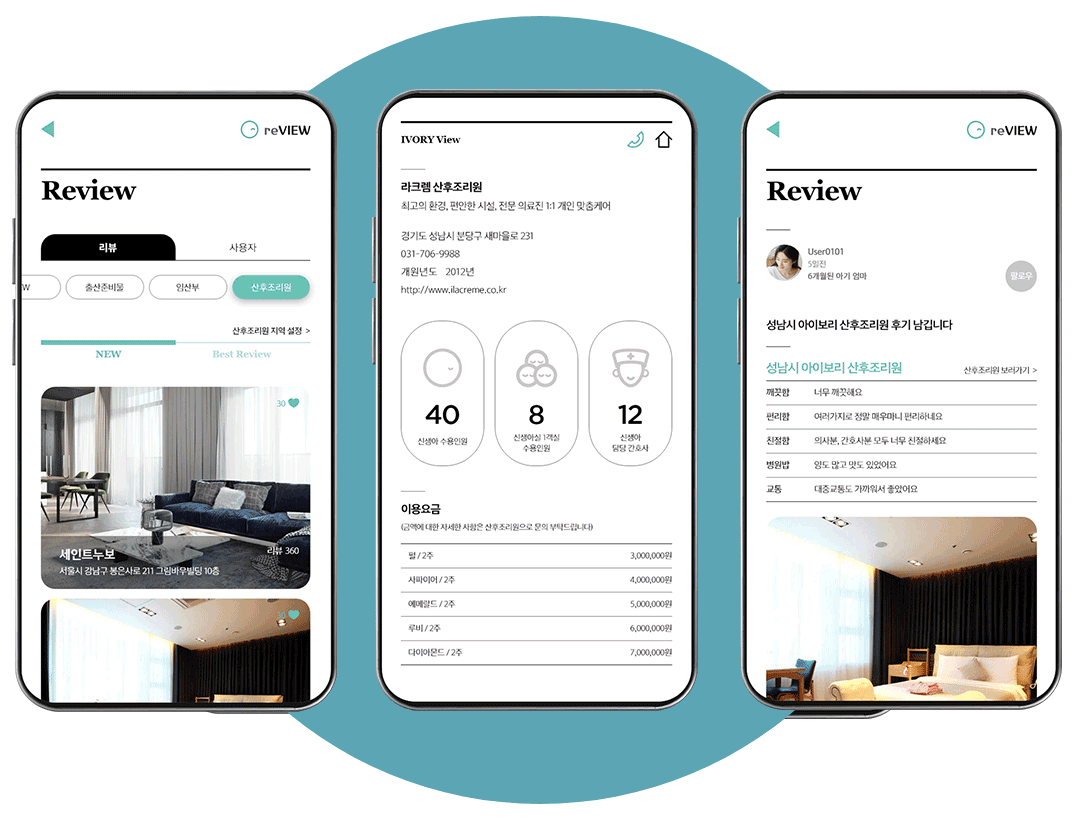 reVIEW
Review
리뷰
사용자
W
출산준비물
임산부
산후조리원
산후조리원 지역 설정 >
NEW
Best Review
30
세인트누보
리뷰 360
서울시 강남구 봉은사로 211 그림바우빌딩 10층
IVORY View
라크렘 산후조리원
최고의 환경, 편안한 시설, 전문 의료진 1:1 개인 맞춤케어
경기도 성남시 분당구 새마을로 231
031-706-9988
개원년도 2012년
http://www.ilacreme.co.kr
40
신생아 수용인원
8
신생아실 1객실
수용인원
12
신생아
담당 간호사
이용요금
(금액에 대한 자세한 사항은 산후조리원으로 문의 부탁드립니다)
펄 / 2주 3,000,000원
사파이어 / 2주 4,000,000원
에메랄드 / 2주 5,000,000원
루비 / 2주 6,000,000원
다이아몬드 / 2주 7,000,000원
reVIEW
Review
User0101
5일전
6개월된 아기 엄마
팔로우
성남시 아이보리 산후조리원 후기 남깁니다
성남시 아이보리 산후조리원
산후조리원 보러가기 >
깨끗함 너무 깨끗해요
편리함 여러가지로 정말 매우마니 편리하네요
친절함 의사분, 간호사분 모두 너무 친절하세요
병원밥 양도 많고 맛도 있었어요
교통 대중교통도 가까워서 좋았어요